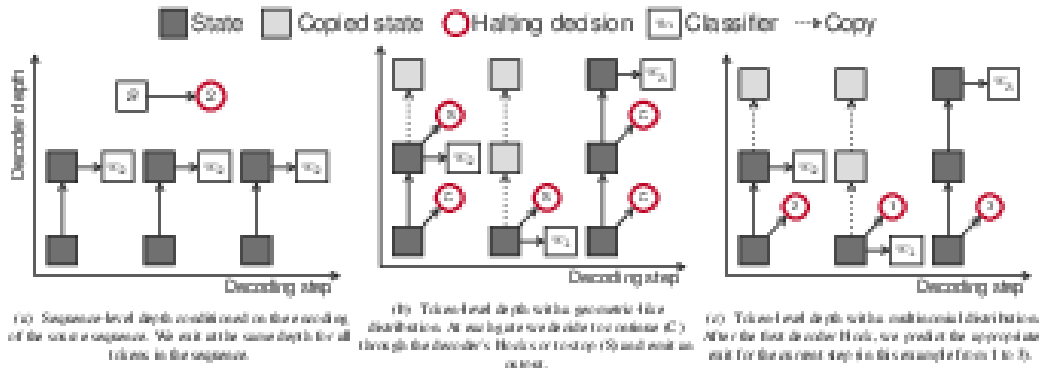 State Copied state Halting decision Classifier Copy
Decoder depth
2
Decoding step
C S C
S C
C
Decoding step
2 1 3
Decoding step
(a) Sequence-level depth conditioned on the encoding
of the source sequence. We exit at the same depth for all
tokens in the sequence.
(b) Token-level depth with a geometric-like
distribution. At each gate we decide to continue (C)
through the decoder's blocks or to stop (S) and emit an
output.
(c) Token-level depth with a multinomial distribution.
After the first decoder block, we predict the appropriate
exit for the current step (in this example from 1 to 3).